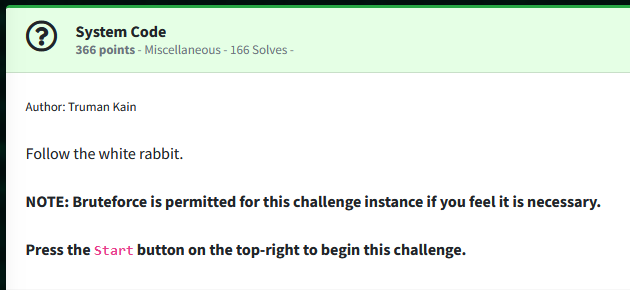 System Code
366 points - Miscellaneous - 166 Solves -
Author: Truman Kain
Follow the white rabbit.
NOTE: Bruteforce is permitted for this challenge instance if you feel it is necessary.
Press the Start button on the top-right to begin this challenge.